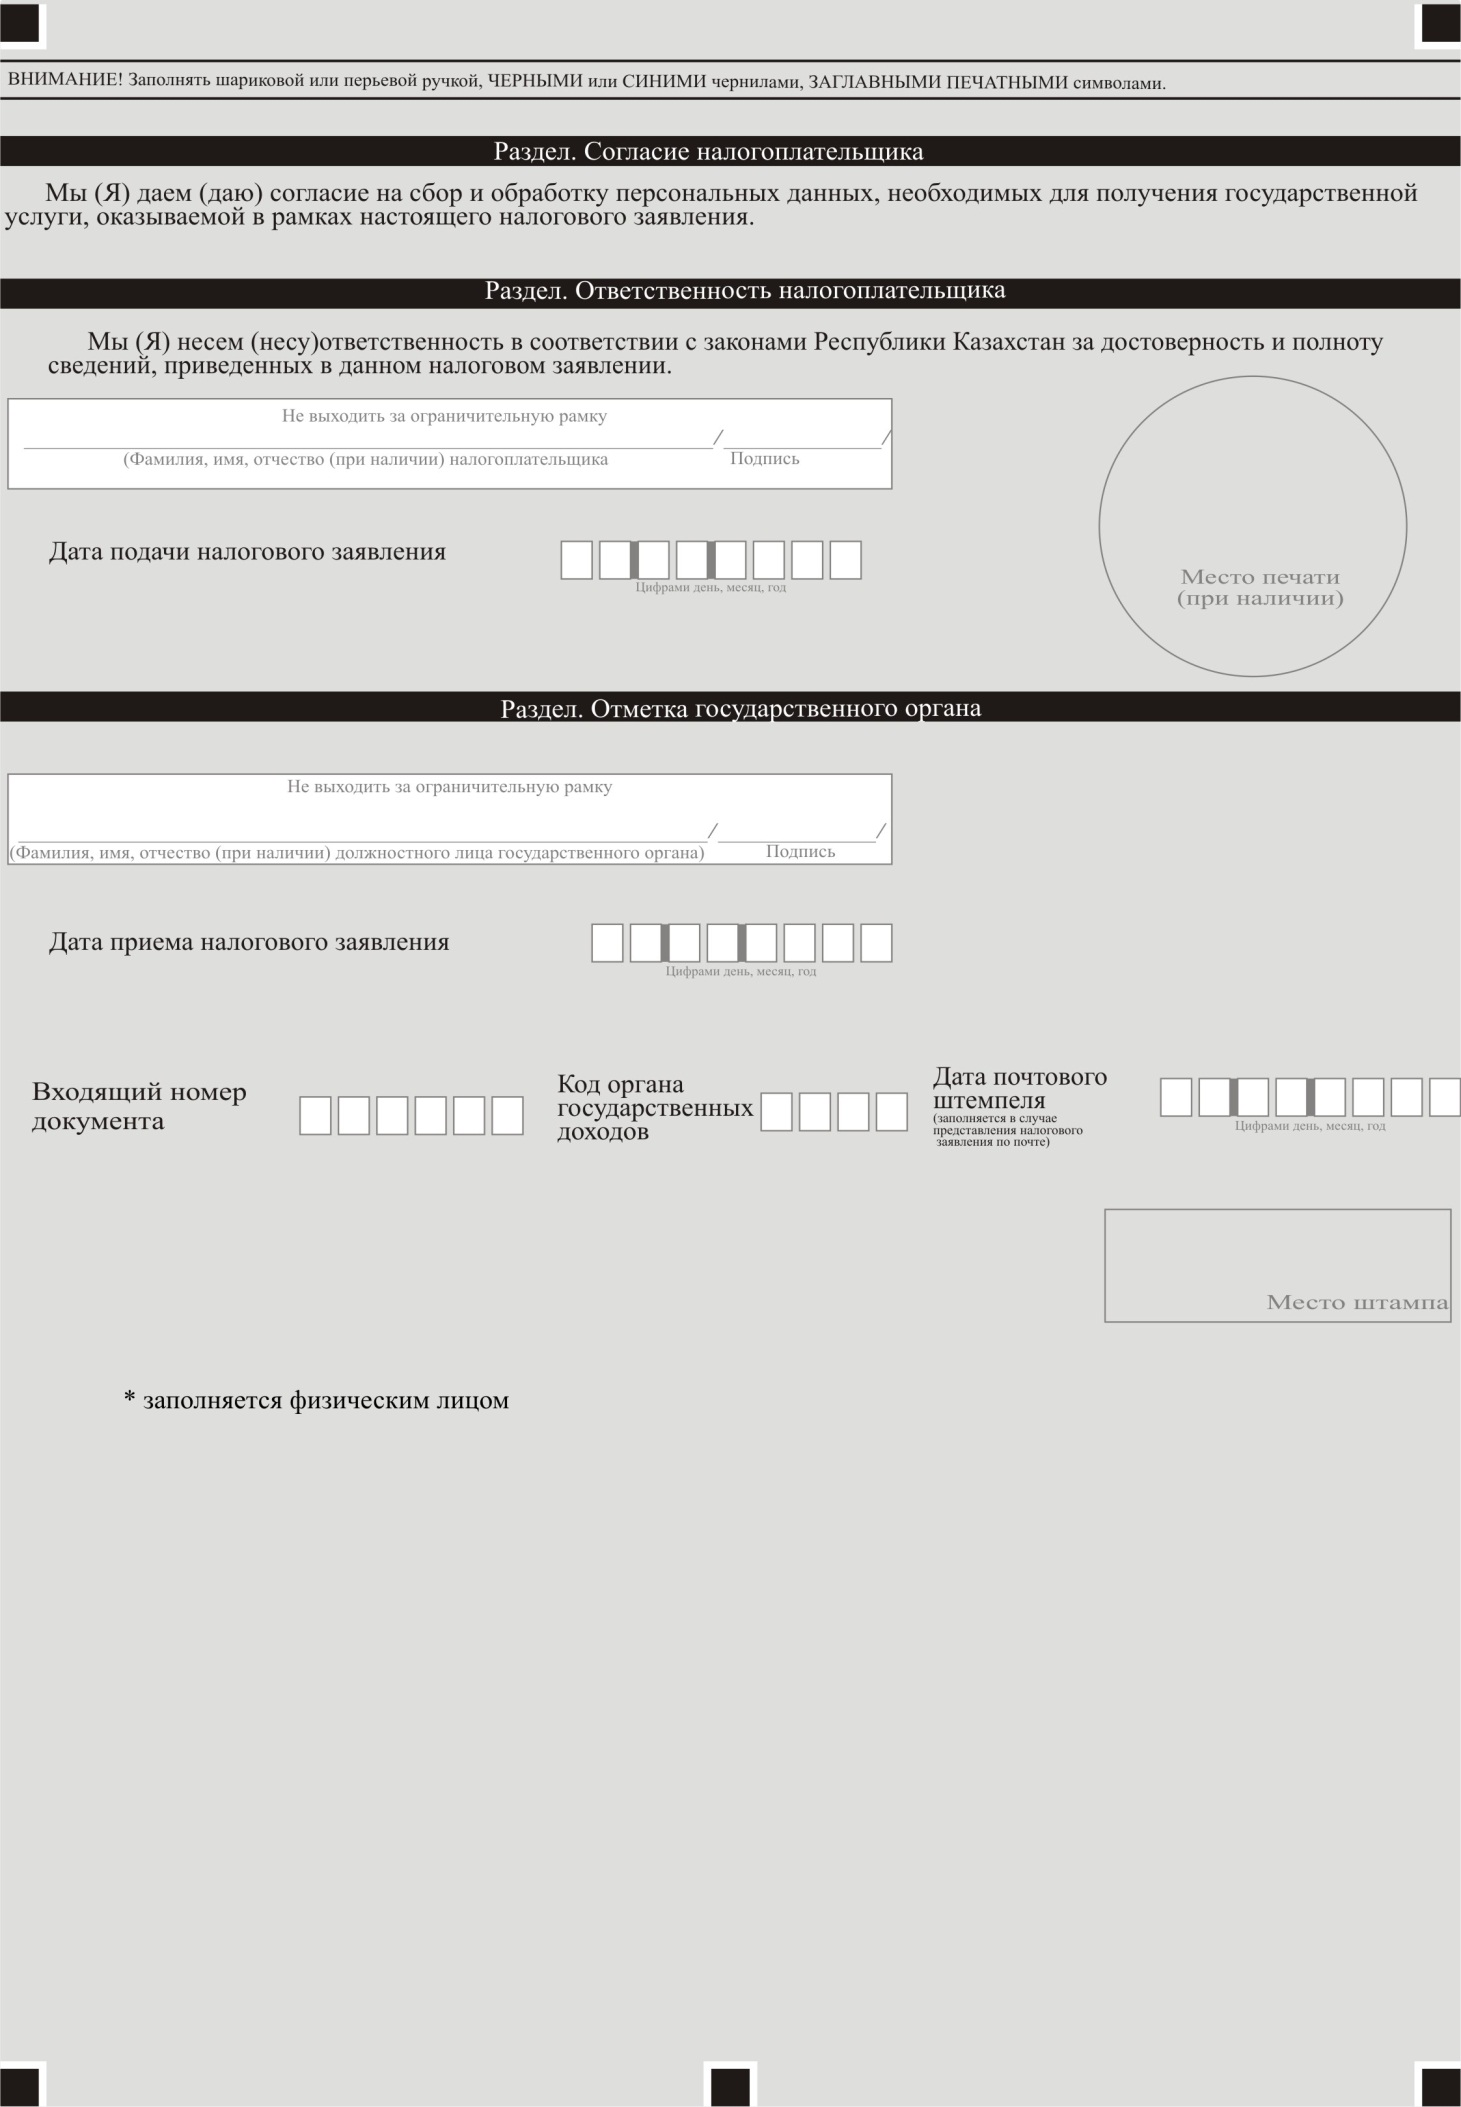 ВНИМАНИЕ! Заполнять шариковой или перьевой ручкой, ЧЕРНЫМИ или СИНИМИ чернилами, ЗАГЛАВНЫМИ ПЕЧАТНЫМИ символами.
Раздел. Согласие налогоплательщика
Мы (Я) даем (даю) согласие на сбор и обработку персональных данных, необходимых для получения государственной
услуги, оказываемой в рамках настоящего налогового заявления.
Раздел. Ответственность налогоплательщика
Мы (Я) несем (несу)ответственность в соответствии с законами Республики Казахстан за достоверность и полноту
сведений, приведенных в данном налоговом заявлении.
Не выходить за ограничительную рамку
/ /
(Фамилия, имя, отчество (при наличии) налогоплательщика Подпись
Дата подачи налогового заявления
Цифрами день, месяц, год
Место печати
(при наличии)
Раздел. Отметка государственного органа
Не выходить за ограничительную рамку
/ /
(Фамилия, имя, отчество (при наличии) должностного лица государственного органа) Подпись
Дата приема налогового заявления
Цифрами день, месяц, год
Входящий номер
документа
Код органа
государственных
доходов
Дата почтового
штемпеля
(заполняется в случае
представления налогового
заявления по почте)
Цифрами день, месяц, год
Место штампа
* заполняется физическим лицом